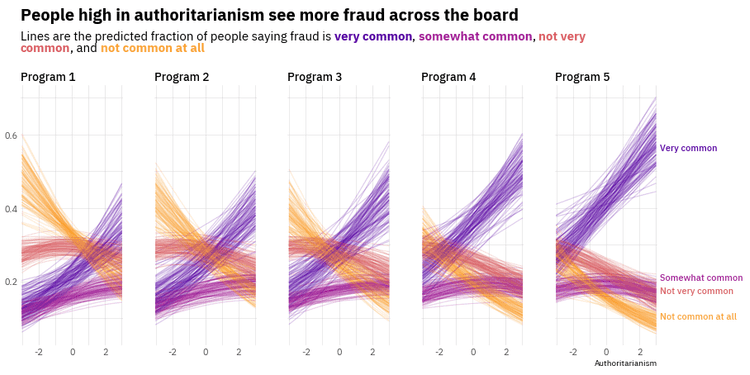 People high in authoritarianism see more fraud across the board
Lines are the predicted fraction of people saying fraud is very common, somewhat common, not very
common, and not common at all
Program 1 Program 2 Program 3 Program 4 Program 5
0.6
Very common
0.4
Somewhat common
0.2
Not very common
Not common at all
-2 0 2 -2 0 2 -2 0 2 -2 0 2 -2 0 2
Authoritarianism